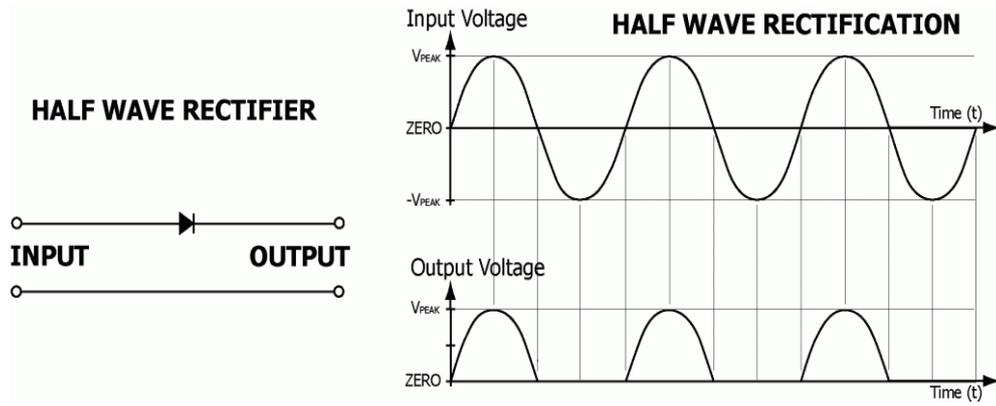 HALF WAVE RECTIFIER
INPUT OUTPUT
Input Voltage
HALF WAVE RECTIFICATION
VPEAK
Time (t)
ZERO
-VPEAK
Output Voltage
VPEAK
ZERO
Time (t)